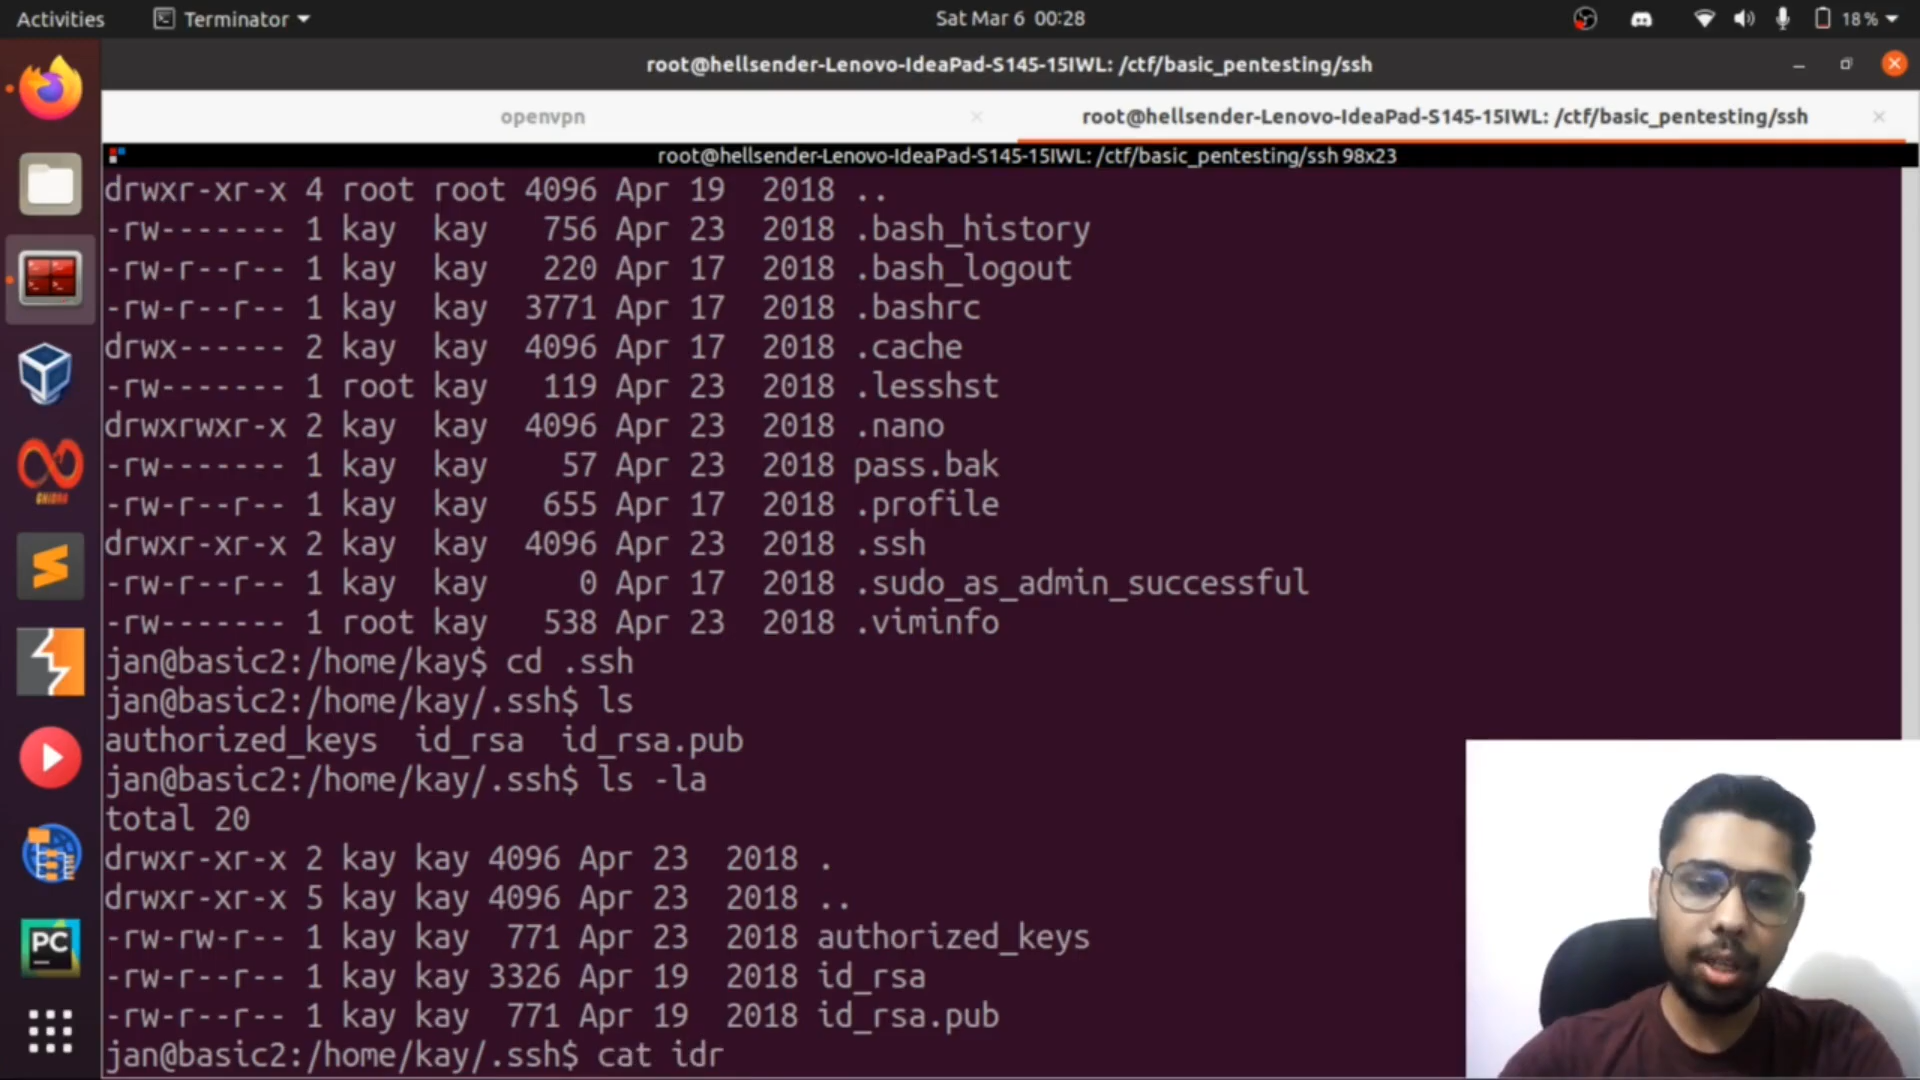 Activities Terminator Sat Mar 6 00:28 18 %
root@hellsender-Lenovo-IdeaPad-S145-15IWL: /ctf/basic_pentesting/ssh
openvpn root@hellsender-Lenovo-IdeaPad-S145-15IWL: /ctf/basic_pentesting/ssh
root@hellsender-Lenovo-IdeaPad-S145-15IWL: /ctf/basic_pentesting/ssh 98x23
drwxr-xr-x 4 root root 4096 Apr 19 2018 ..
-rw------- 1 kay kay 756 Apr 23 2018 .bash_history
-rw-r--r-- 1 kay kay 220 Apr 17 2018 .bash_logout
-rw-r--r-- 1 kay kay 3771 Apr 17 2018 .bashrc
drwx------ 2 kay kay 4096 Apr 17 2018 .cache
-rw------- 1 root kay 119 Apr 23 2018 .lesshst
drwxrwxr-x 2 kay kay 4096 Apr 23 2018 .nano
-rw------- 1 kay kay 57 Apr 23 2018 pass.bak
-rw-r--r-- 1 kay kay 655 Apr 17 2018 .profile
drwxr-xr-x 2 kay kay 4096 Apr 23 2018 .ssh
-rw-r--r-- 1 kay kay 0 Apr 17 2018 .sudo_as_admin_successful
-rw------- 1 root kay 538 Apr 23 2018 .viminfo
jan@basic2:/home/kay$ cd .ssh
jan@basic2:/home/kay/.ssh$ ls
authorized_keys id_rsa id_rsa.pub
jan@basic2:/home/kay/.ssh$ ls -la
total 20
drwxr-xr-x 2 kay kay 4096 Apr 23 2018 .
drwxr-xr-x 5 kay kay 4096 Apr 23 2018 ..
-rw-rw-r-- 1 kay kay 771 Apr 23 2018 authorized_keys
-rw-r--r-- 1 kay kay 3326 Apr 19 2018 id_rsa
-rw-r--r-- 1 kay kay 771 Apr 19 2018 id_rsa.pub
jan@basic2:/home/kay/.ssh$ cat idr
GHIDRA
PC